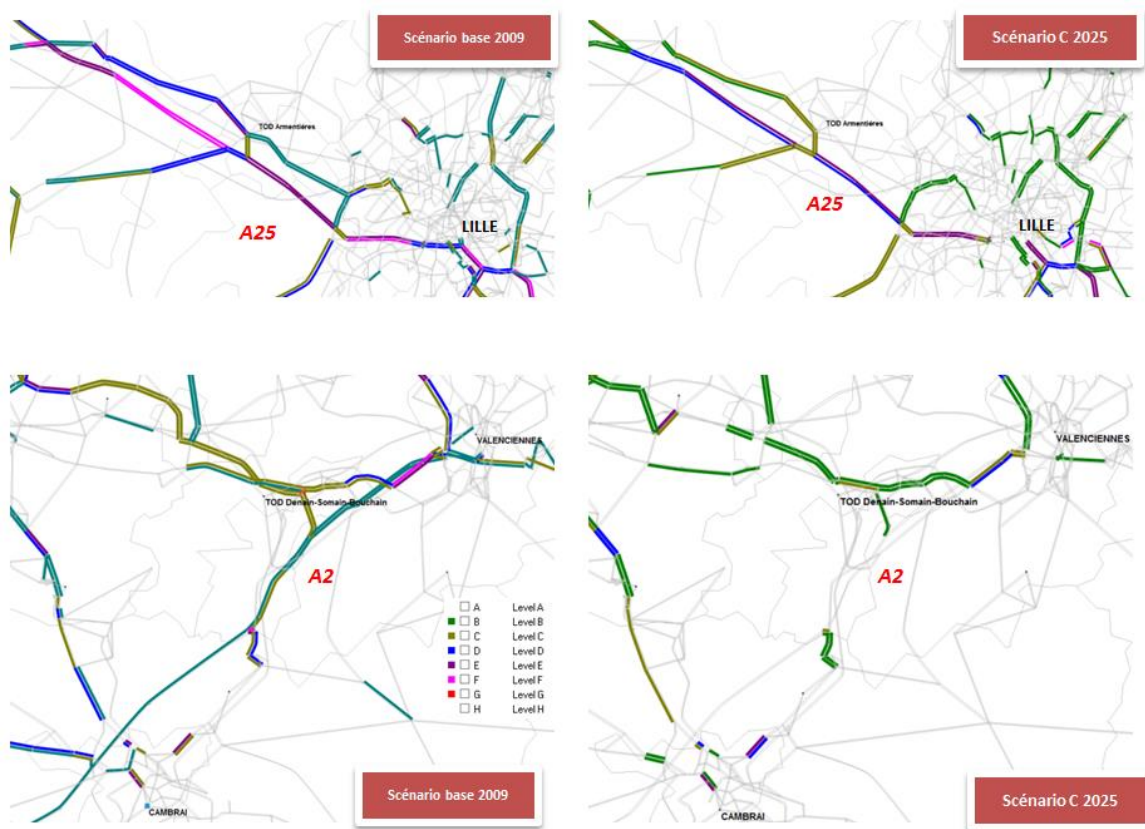 Scénario base 2009
Scénario C 2025
TOD Armentières
TOD Armentières
A25
LILLE
A25
LILLE
VALENCIENNES
VALENCIENNES
TOD Denain-Somain-Bouchain
TOD Denain-Somain-Bouchain
A2
A2
A Level A
B Level B
C Level C
D Level D
E Level E
F Level F
G Level G
H Level H
Scénario base 2009
Scénario C 2025
CAMBRAI
CAMBRAI